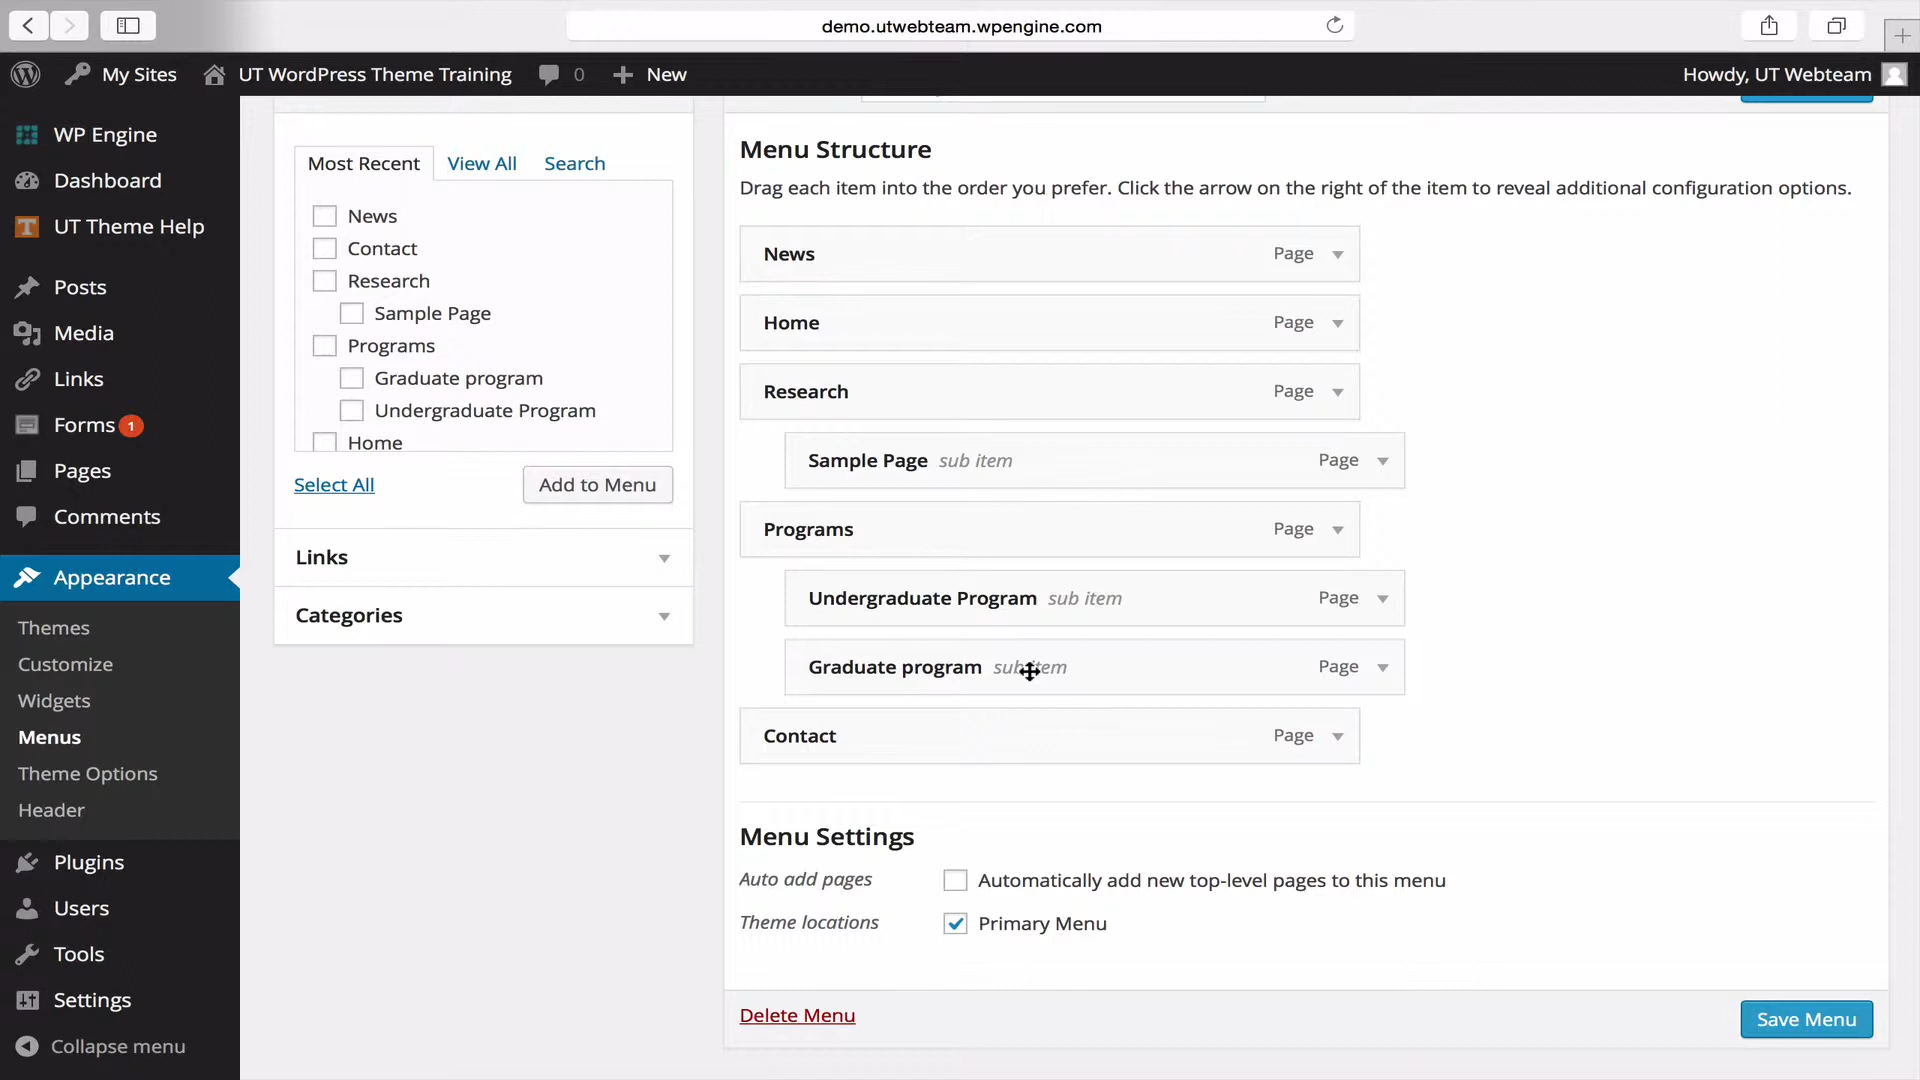 demo.utwebteam.wpengine.com
My Sites
UT WordPress Theme Training
0
New
Howdy, UT Webteam
WP Engine
Dashboard
UT Theme Help
Posts
Media
Links
Forms 1
Pages
Comments
Appearance
Themes
Customize
Widgets
Menus
Theme Options
Header
Plugins
Users
Tools
Settings
Collapse menu
Most Recent View All Search
News
Contact
Research
Sample Page
Programs
Graduate program
Undergraduate Program
Home
Select All
Add to Menu
Links
Categories
Menu Structure
Drag each item into the order you prefer. Click the arrow on the right of the item to reveal additional configuration options.
News Page
Home Page
Research Page
Sample Page sub item Page
Programs Page
Undergraduate Program sub item Page
Graduate program sub item Page
Contact Page
Menu Settings
Auto add pages Automatically add new top-level pages to this menu
Theme locations Primary Menu
Delete Menu
Save Menu